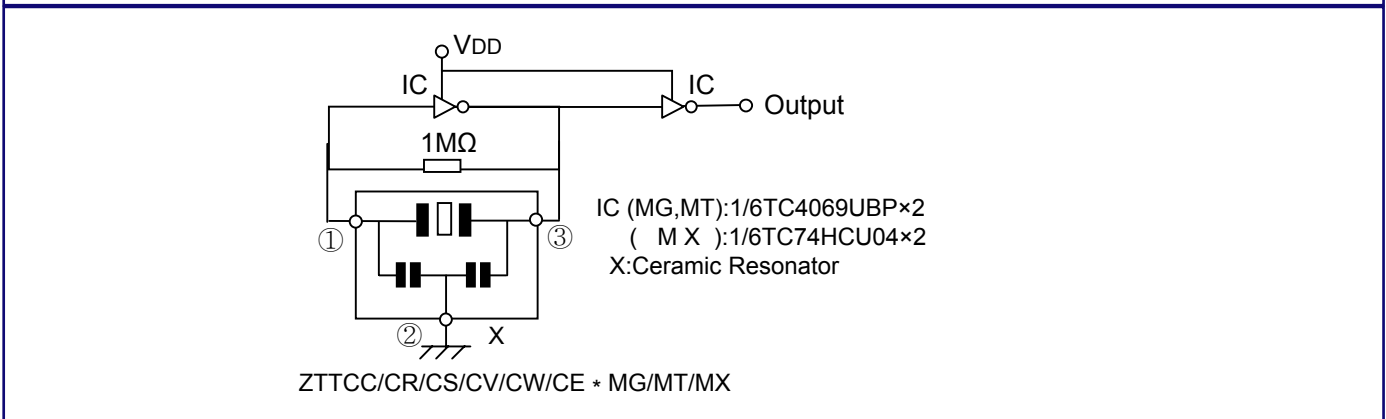 VDD
IC
IC
Output
1MΩ
IC (MG,MT):1/6TC4069UBP×2
( M X ):1/6TC74HCU04×2
X:Ceramic Resonator
①
③
②
X
ZTTCC/CR/CS/CV/CW/CE * MG/MT/MX